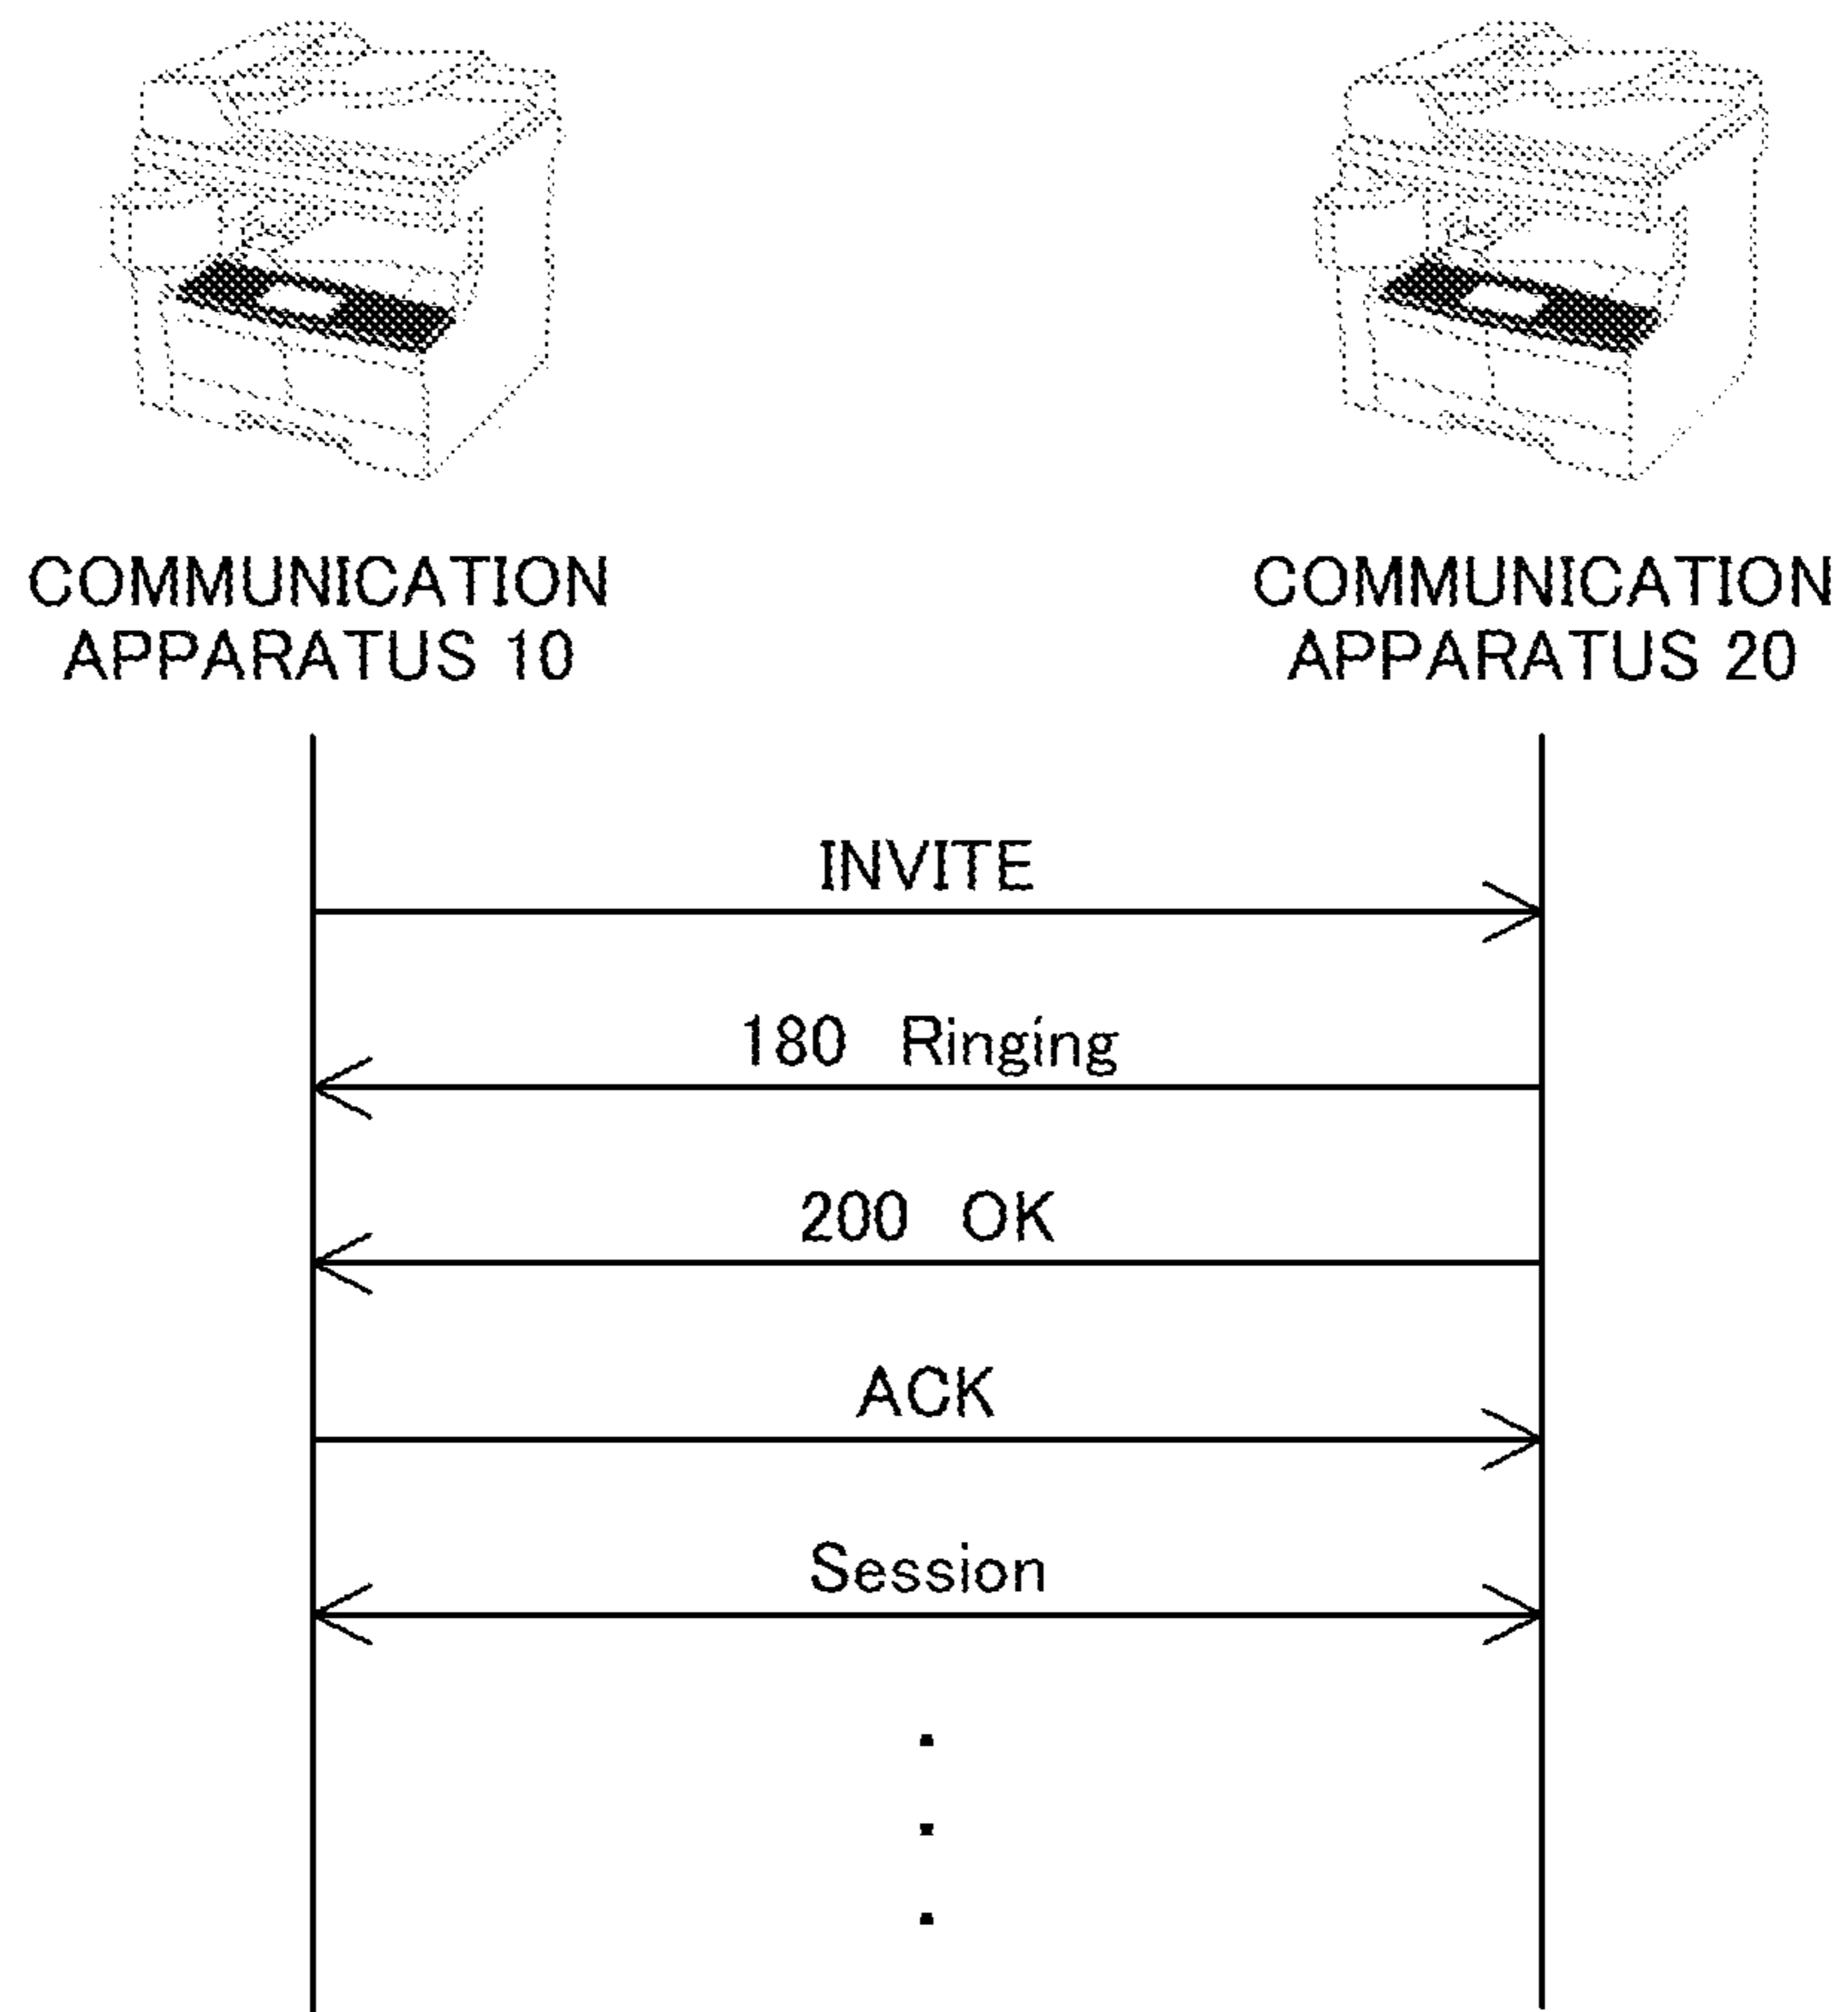 COMMUNICATION
APPARATUS 10
COMMUNICATION
APPARATUS 20
INVITE
180 Ringing
200 OK
ACK
Session